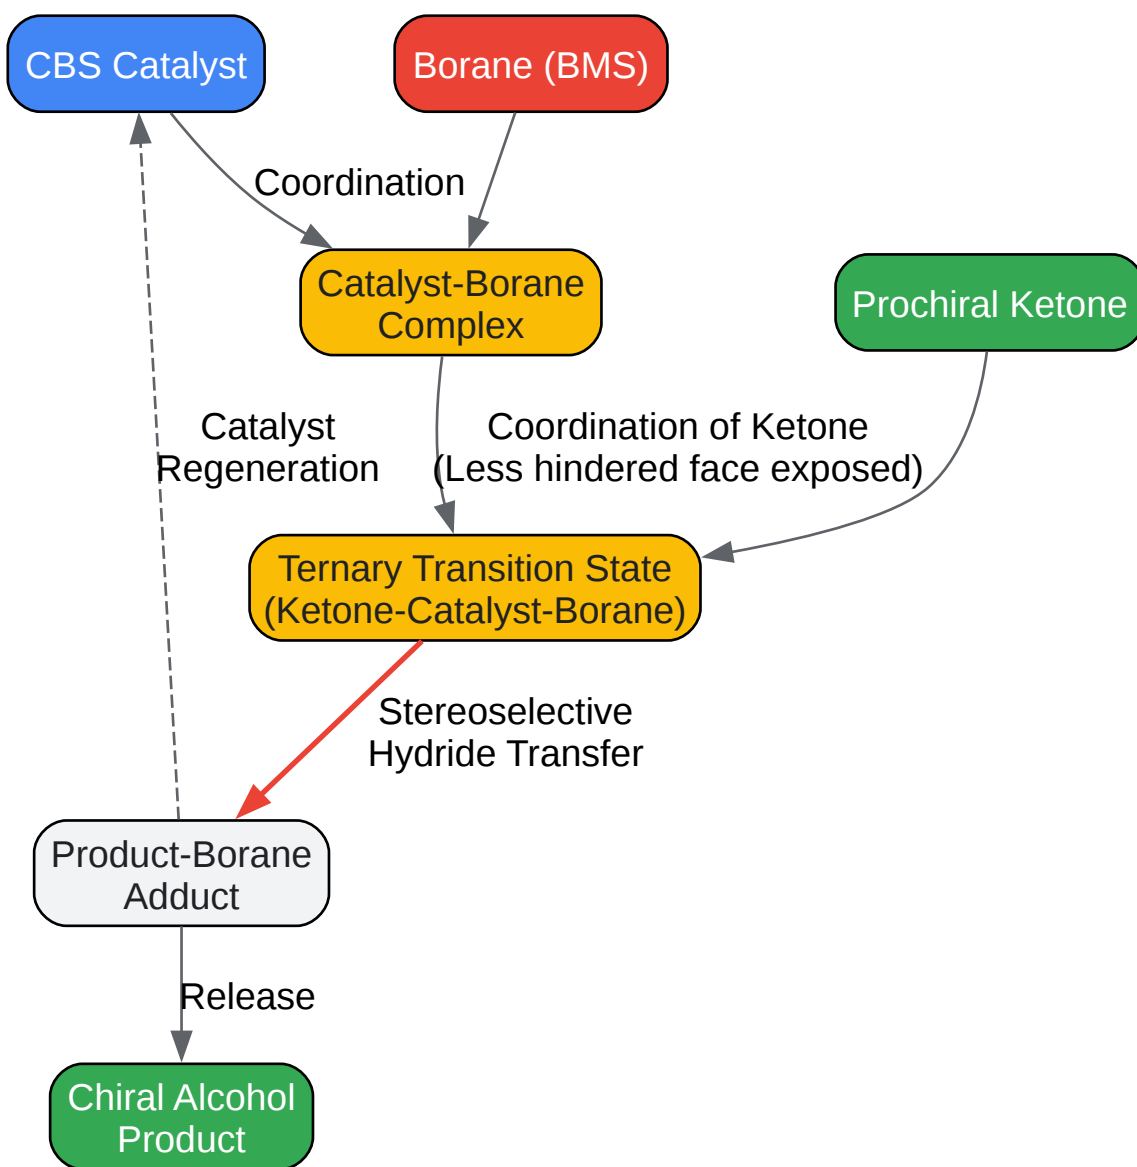 CBS Catalyst
Borane (BMS)
Coordination
Catalyst-Borane
Complex
Prochiral Ketone
Catalyst
Regeneration
Coordination of Ketone
(Less hindered face exposed)
Ternary Transition State
(Ketone-Catalyst-Borane)
Stereoselective
Hydride Transfer
Product-Borane
Adduct
Release
Chiral Alcohol
Product